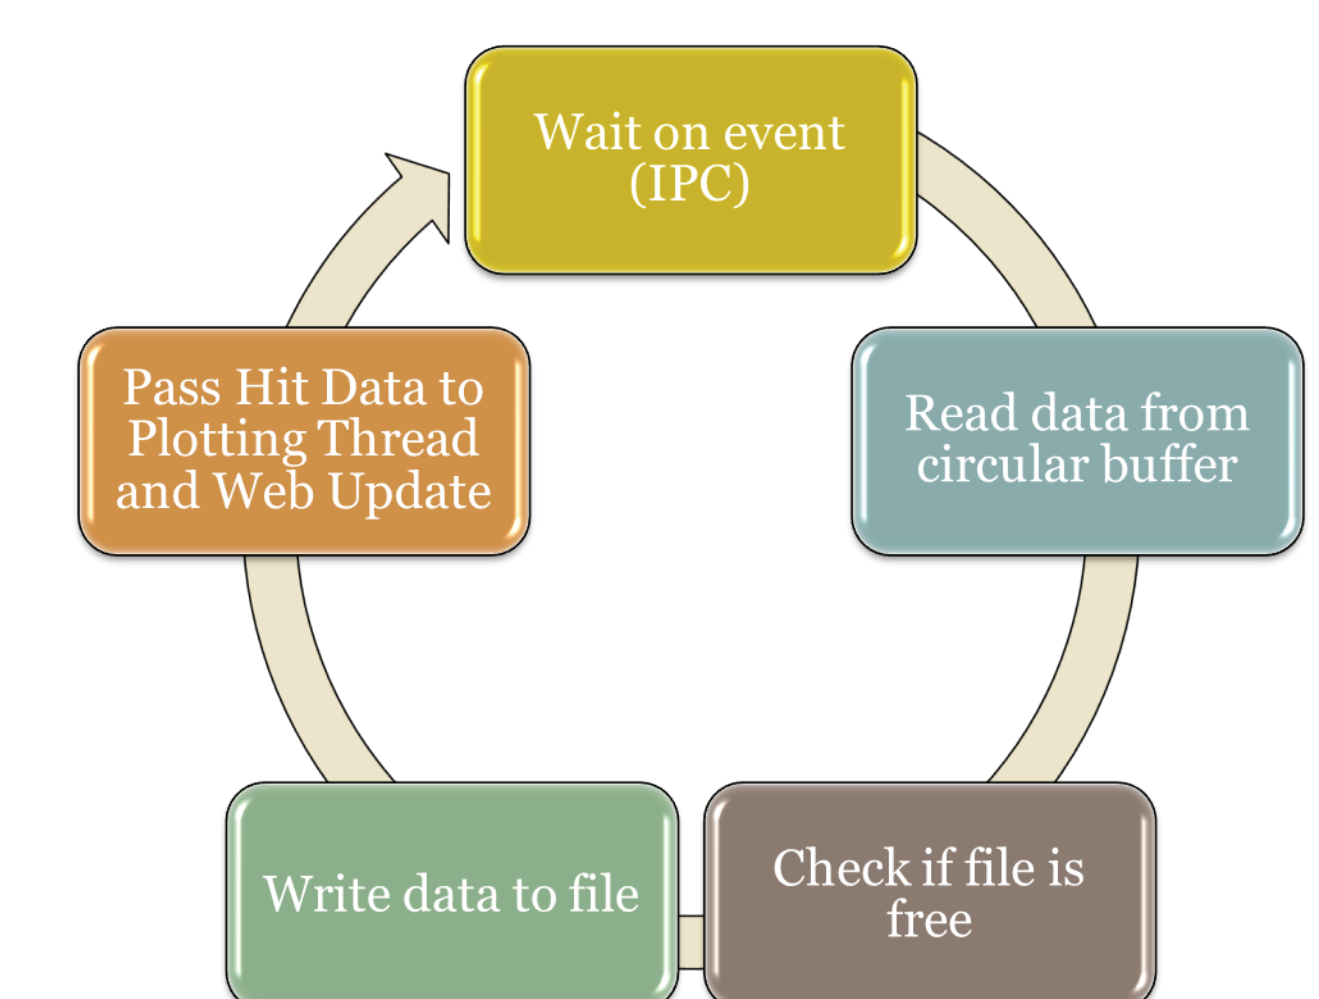 Wait on event
(IPC)
Read data from
circular buffer
Check if file is
free
Write data to file
Pass Hit Data to
Plotting Thread
and Web Update